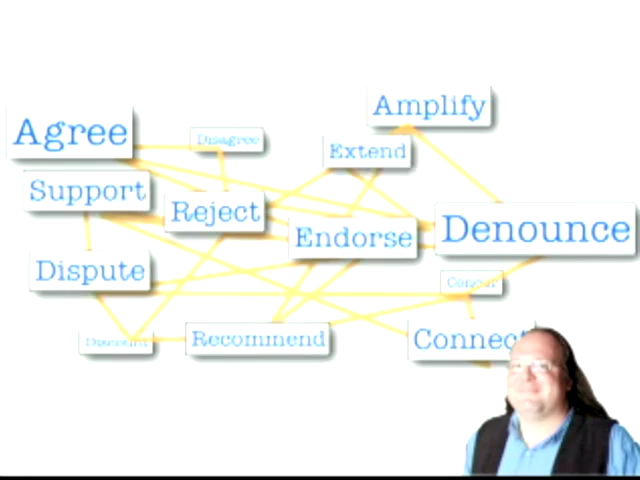 Amplify
Agree
Disagree
Extend
Support
Reject
Denounce
Endorse
Dispute
Concur
Recommend
Discount
Connect